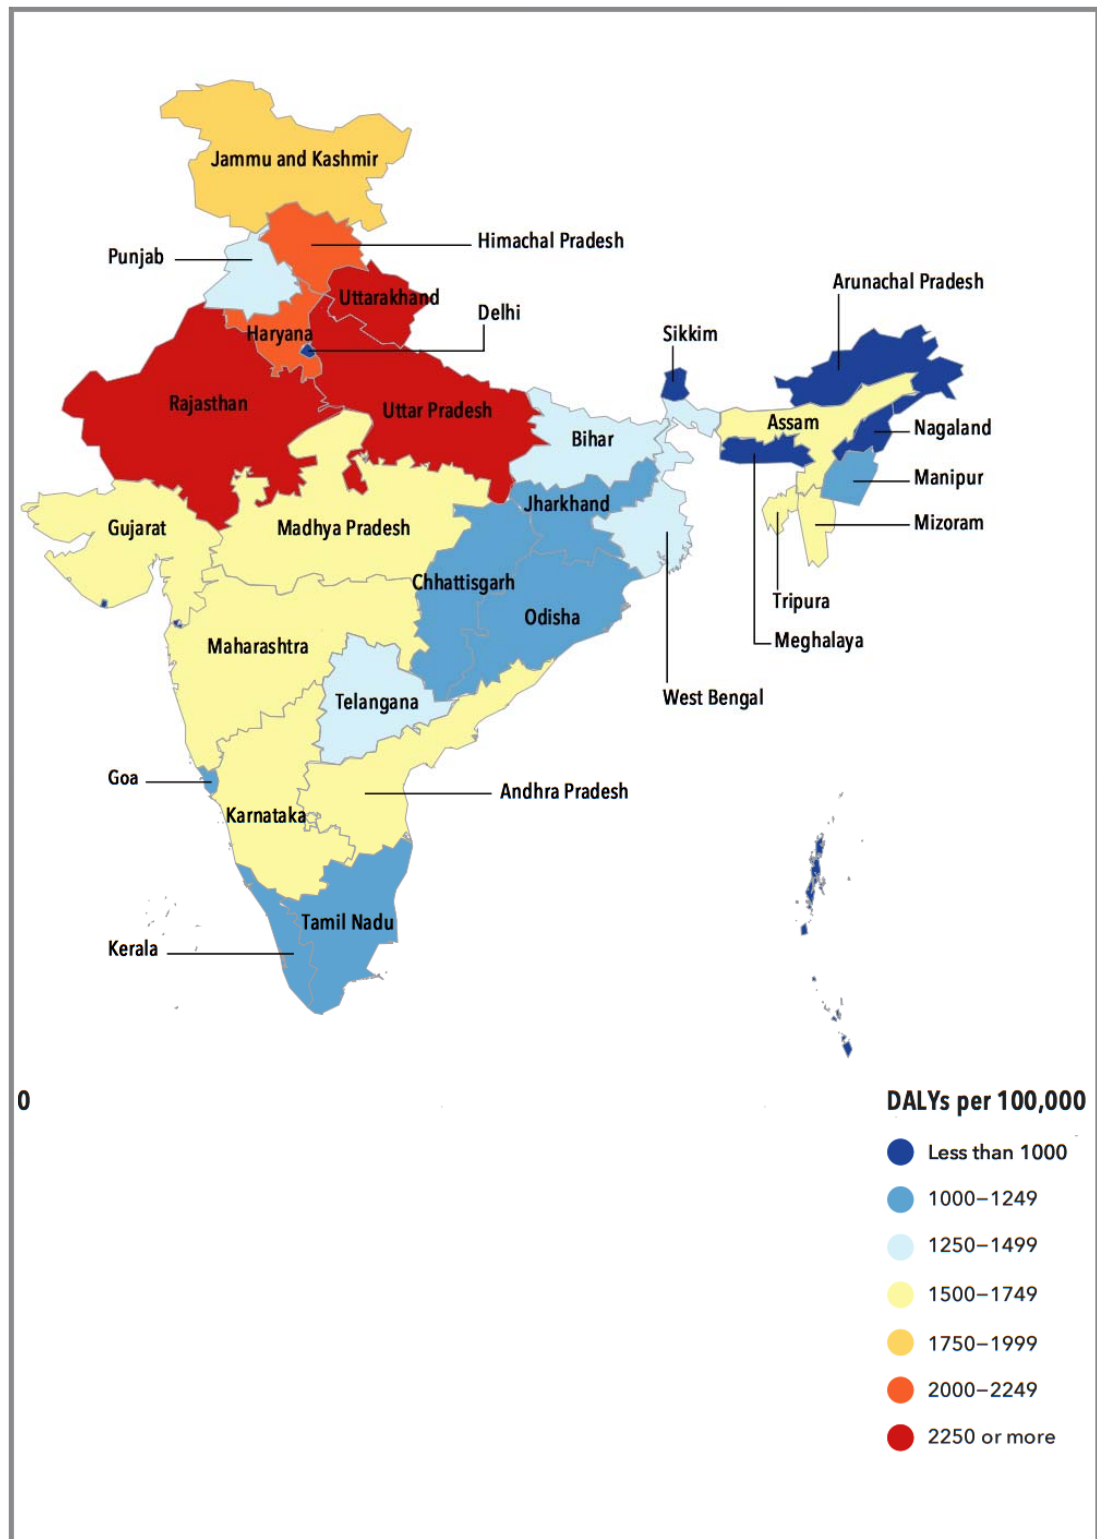 Jammu and Kashmir
Himachal Pradesh
Punjab
Arunachal Pradesh
Uttarakhand
Delhi
Haryana
Sikkim
Rajasthan
Uttar Pradesh
Assam
Nagaland
Bihar
Manipur
Jharkhand
Mizoram
Gujarat
Madhya Pradesh
Chhattisgarh
Tripura
Odisha
Meghalaya
Maharashtra
West Bengal
Telangana
Goa
Andhra Pradesh
Karnataka
Tamil Nadu
Kerala
0
DALYs per 100,000
Less than 1000
1000–1249
1250–1499
1500–1749
1750–1999
2000–2249
2250 or more